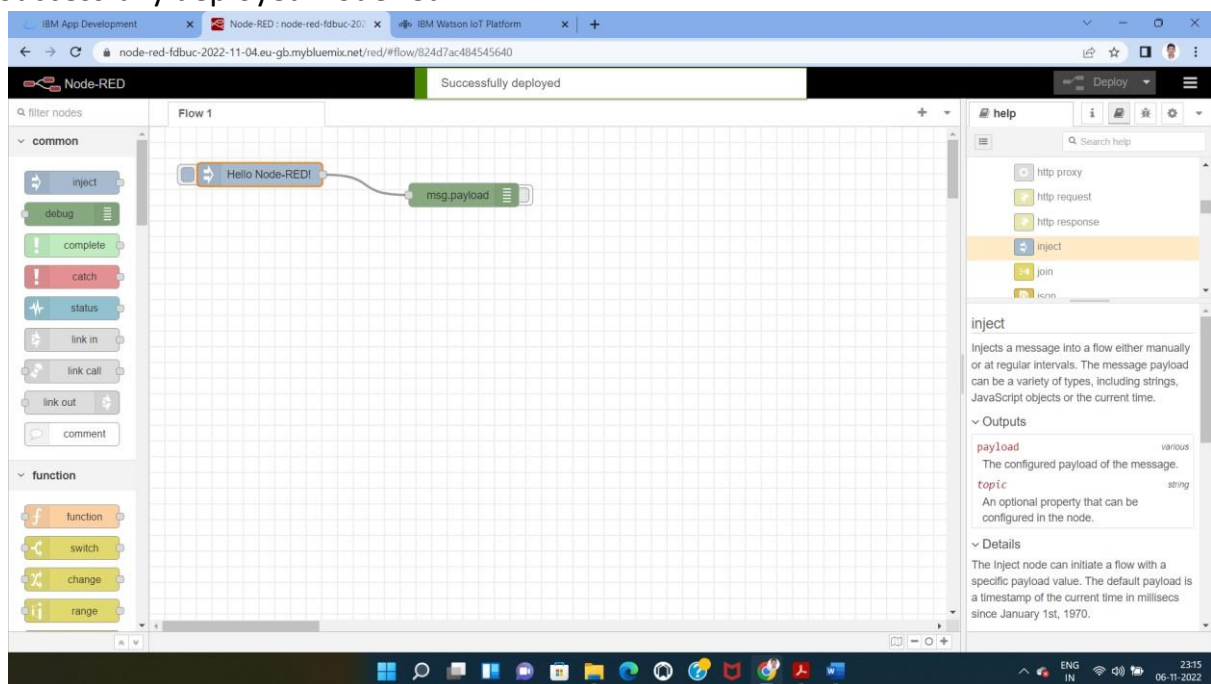 Successfully deployed Node-Red
IBM App Development
Node-RED : node-red-fdbuc-202
IBM Watson IoT Platform
node-red-fdbuc-2022-11-04.eu-gb.mybluemix.net/red/#flow/824d7ac484545640
Node-RED
Successfully deployed
Deploy
filter nodes
Flow 1
help
common
Search help
inject
debug
complete
catch
status
link in
link call
link out
comment
function
function
switch
change
range
Hello Node-RED!
msg.payload
http proxy
http request
http response
inject
join
json
inject
Injects a message into a flow either manually
or at regular intervals. The message payload
can be a variety of types, including strings,
JavaScript objects or the current time.
Outputs
payload various
The configured payload of the message.
topic string
An optional property that can be
configured in the node.
Details
The Inject node can initiate a flow with a
specific payload value. The default payload is
a timestamp of the current time in millisecs
since January 1st, 1970.
ENG
IN
23:15
06-11-2022